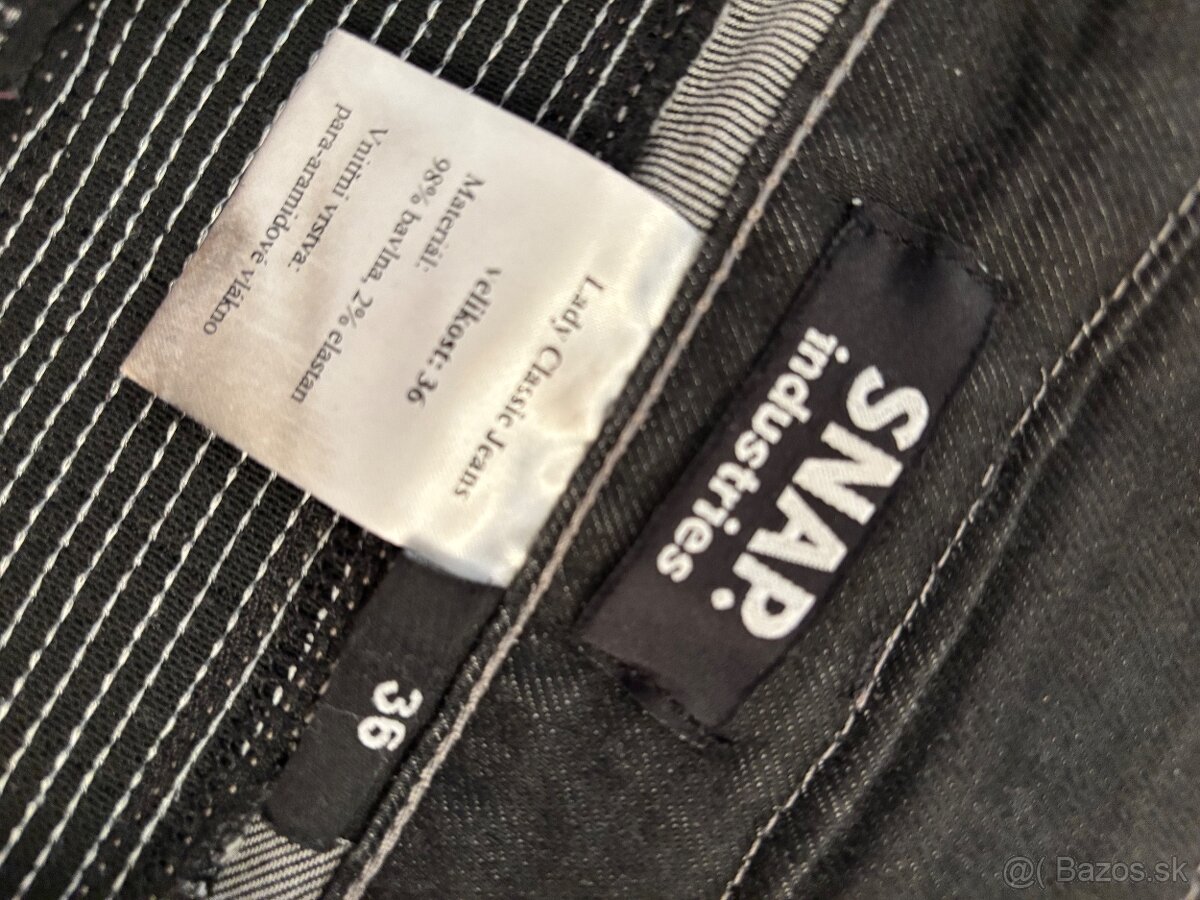 SNAP.
industries
Lady Classic Jeans
velikost: 36
Materiál:
98% bavlna, 2% elastan
Vnitřní vrstva:
para-aramidové vlákno
36
@( Bazos.sk